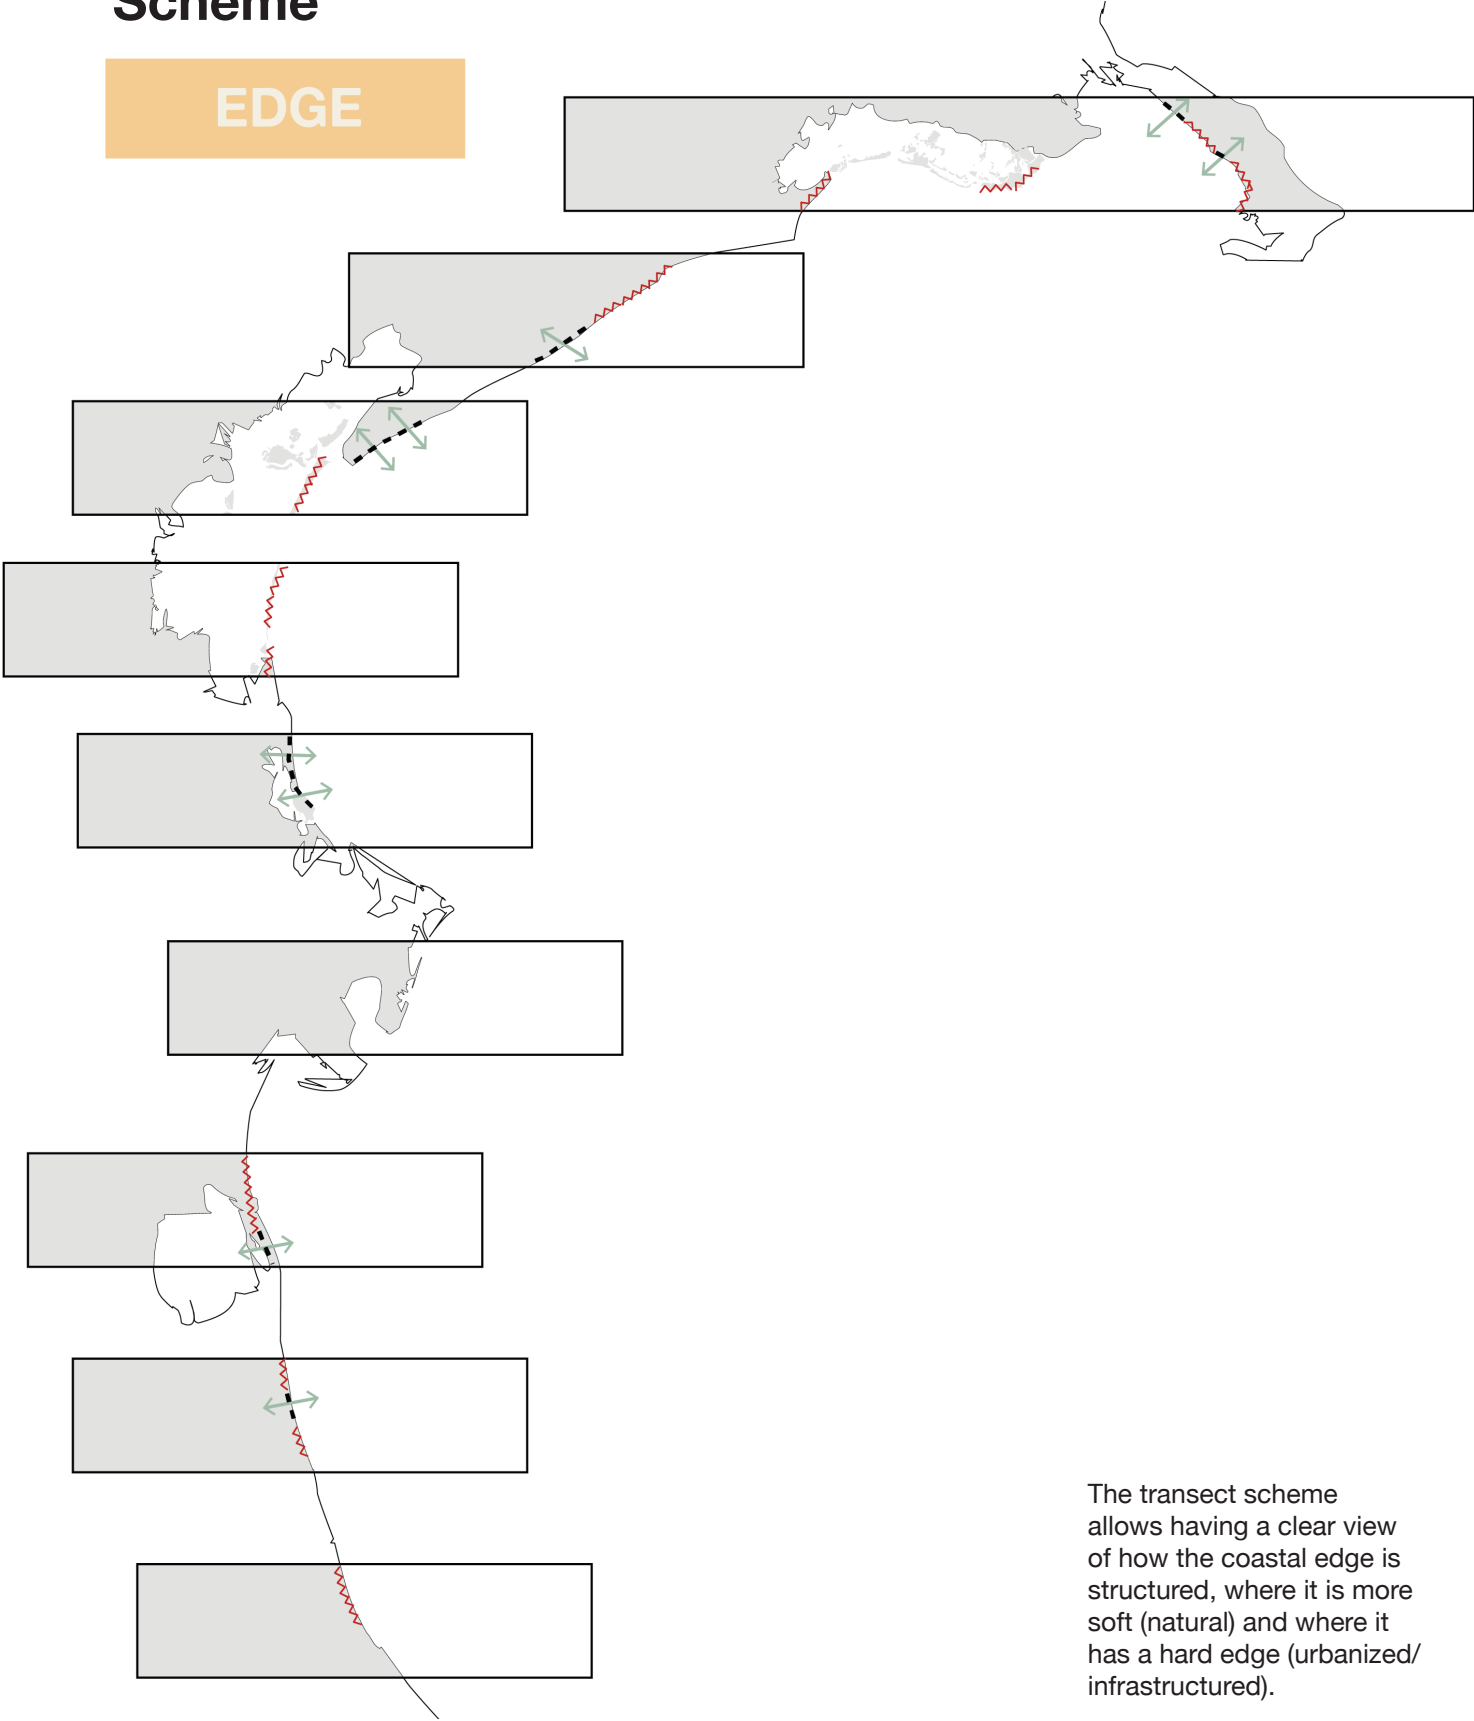 Scheme
EDGE
The transect scheme
allows having a clear view
of how the coastal edge is
structured, where it is more
soft (natural) and where it
has a hard edge (urbanized/
infrastructured).